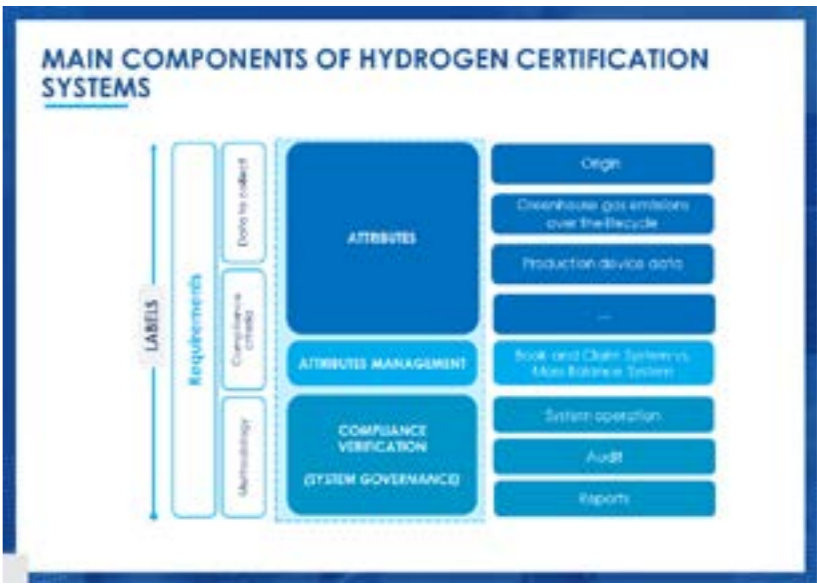 MAIN COMPONENTS OF HYDROGEN CERTIFICATION
SYSTEMS
LABELS
Requirements
Data to collect
Compliance
criteria
Methodology
ATTRIBUTES
ATTRIBUTES MANAGEMENT
COMPLIANCE
VERIFICATION
(SYSTEM GOVERNANCE)
Origin
Greenhouse gas emissions
over the lifecycle
Production device data
...
Book and Claim System vs.
Mass Balance System
System operation
Audit
Reports